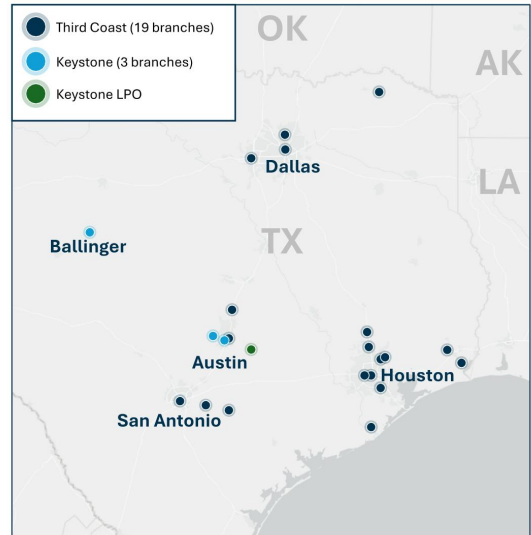 Third Coast (19 branches)
Keystone (3 branches)
Keystone LPO
OK
AK
Dallas
LA
Ballinger
TX
Austin
Houston
San Antonio